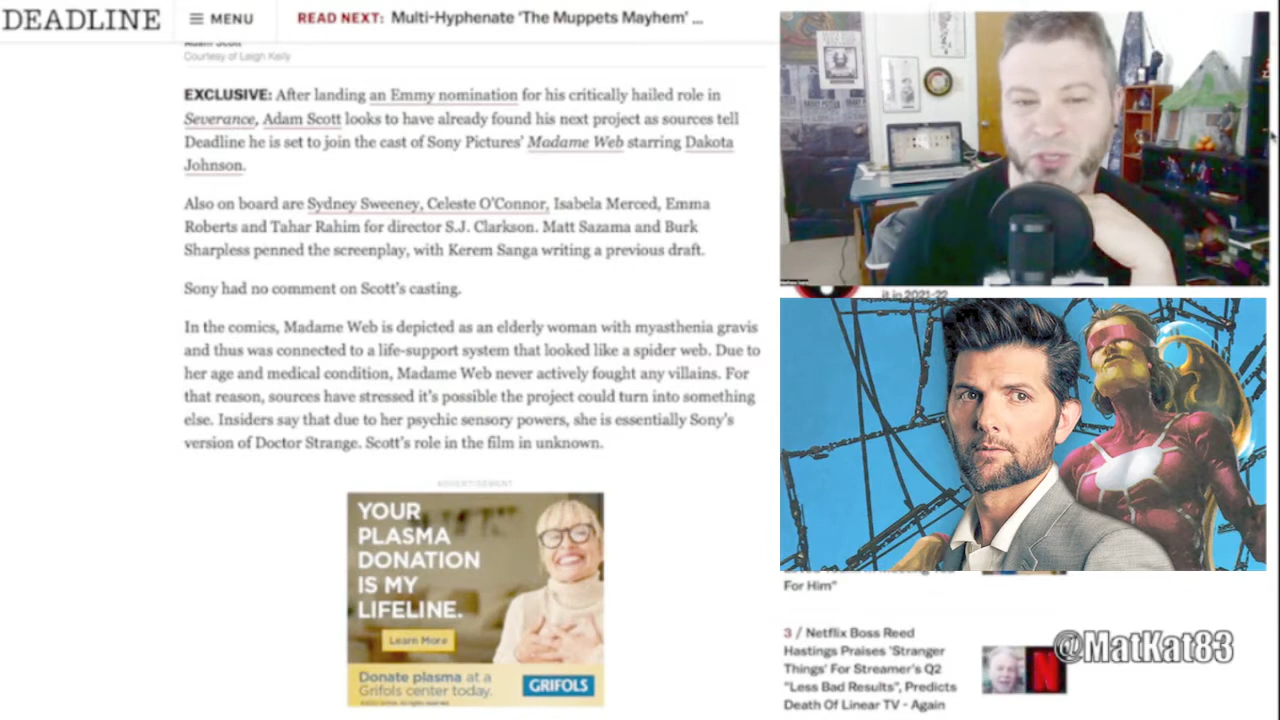 DEADLINE
MENU
READ NEXT: Multi-Hyphenate 'The Muppets Mayhem' ...
Adam Scott
Courtesy of Leigh Kelly
EXCLUSIVE: After landing an Emmy nomination for his critically hailed role in
Severance, Adam Scott looks to have already found his next project as sources tell
Deadline he is set to join the cast of Sony Pictures' Madame Web starring Dakota
Johnson.
Also on board are Sydney Sweeney, Celeste O'Connor, Isabela Merced, Emma
Roberts and Tahar Rahim for director S.J. Clarkson. Matt Sazama and Burk
Sharpless penned the screenplay, with Kerem Sanga writing a previous draft.
Sony had no comment on Scott's casting.
In the comics, Madame Web is depicted as an elderly woman with myasthenia gravis
and thus was connected to a life-support system that looked like a spider web. Due to
her age and medical condition, Madame Web never actively fought any villains. For
that reason, sources have stressed it's possible the project could turn into something
else. Insiders say that due to her psychic sensory powers, she is essentially Sony's
version of Doctor Strange. Scott's role in the film in unknown.
ADVERTISEMENT
YOUR
PLASMA
DONATION
IS MY
LIFELINE.
Learn More
Donate plasma at a
Grifols center today.
GRIFOLS
it in 2021-22
For Him"
3 / Netflix Boss Reed
Hastings Praises 'Stranger
Things' For Streamer's Q2
"Less Bad Results", Predicts
Death Of Linear TV - Again
@MatKat83